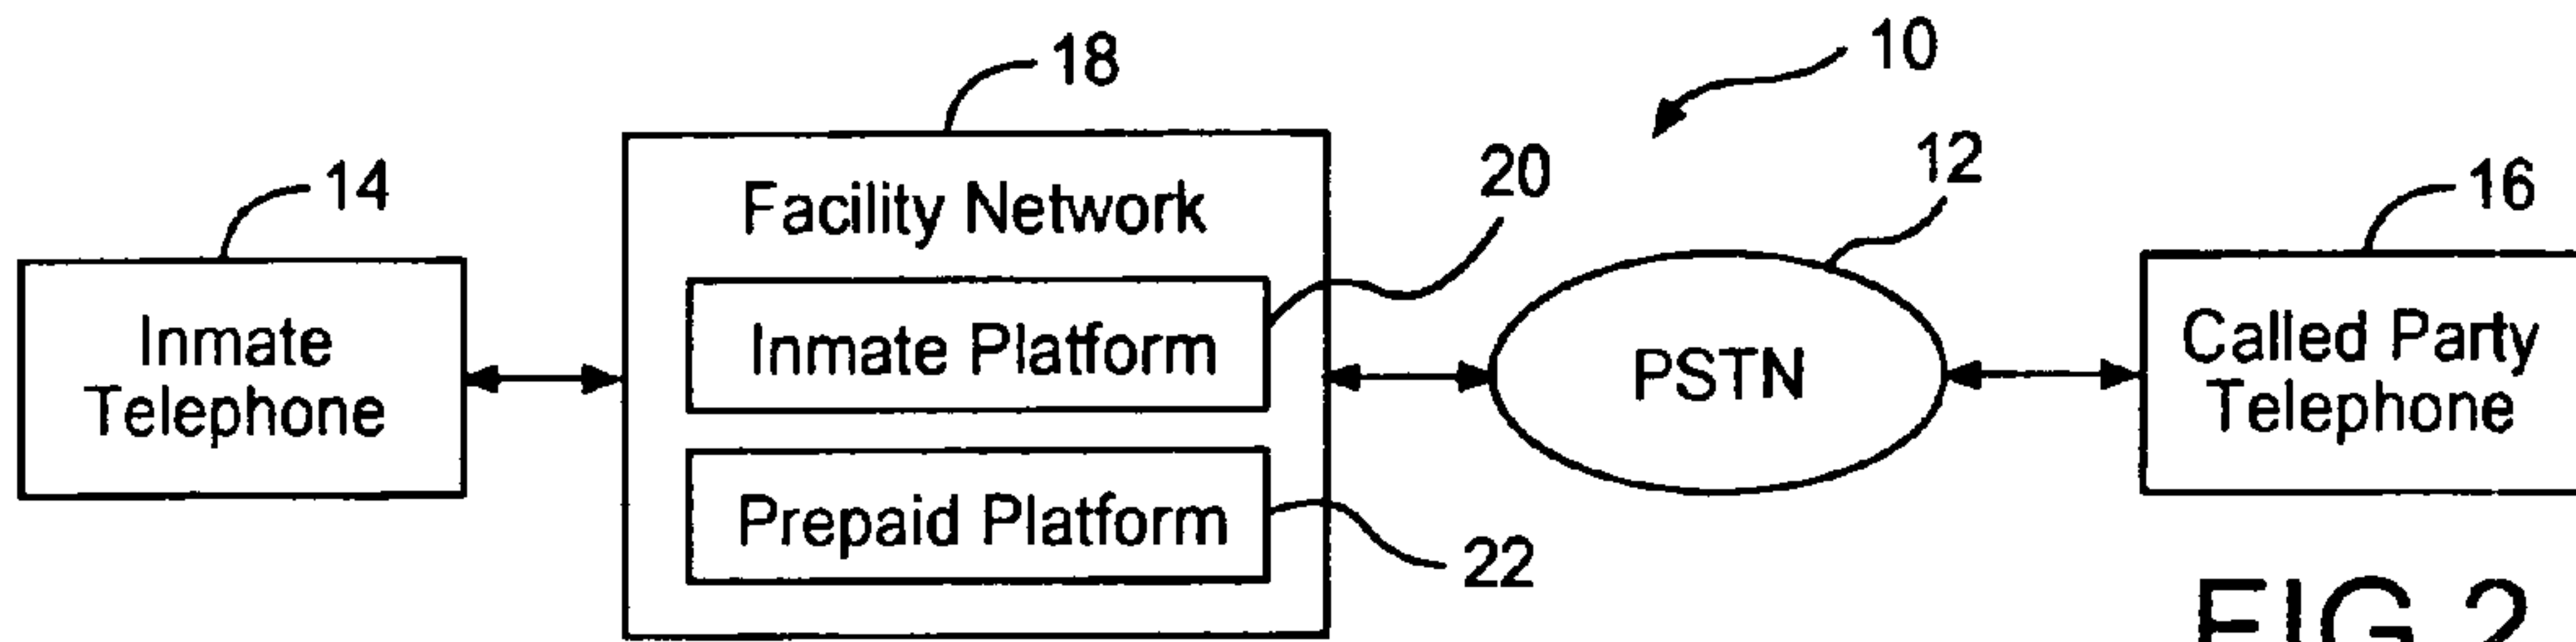 10
18
12
20
14
16
Facility Network
Inmate
Telephone
Inmate Platform
PSTN
Called Party
Telephone
Prepaid Platform
22
FIG.2